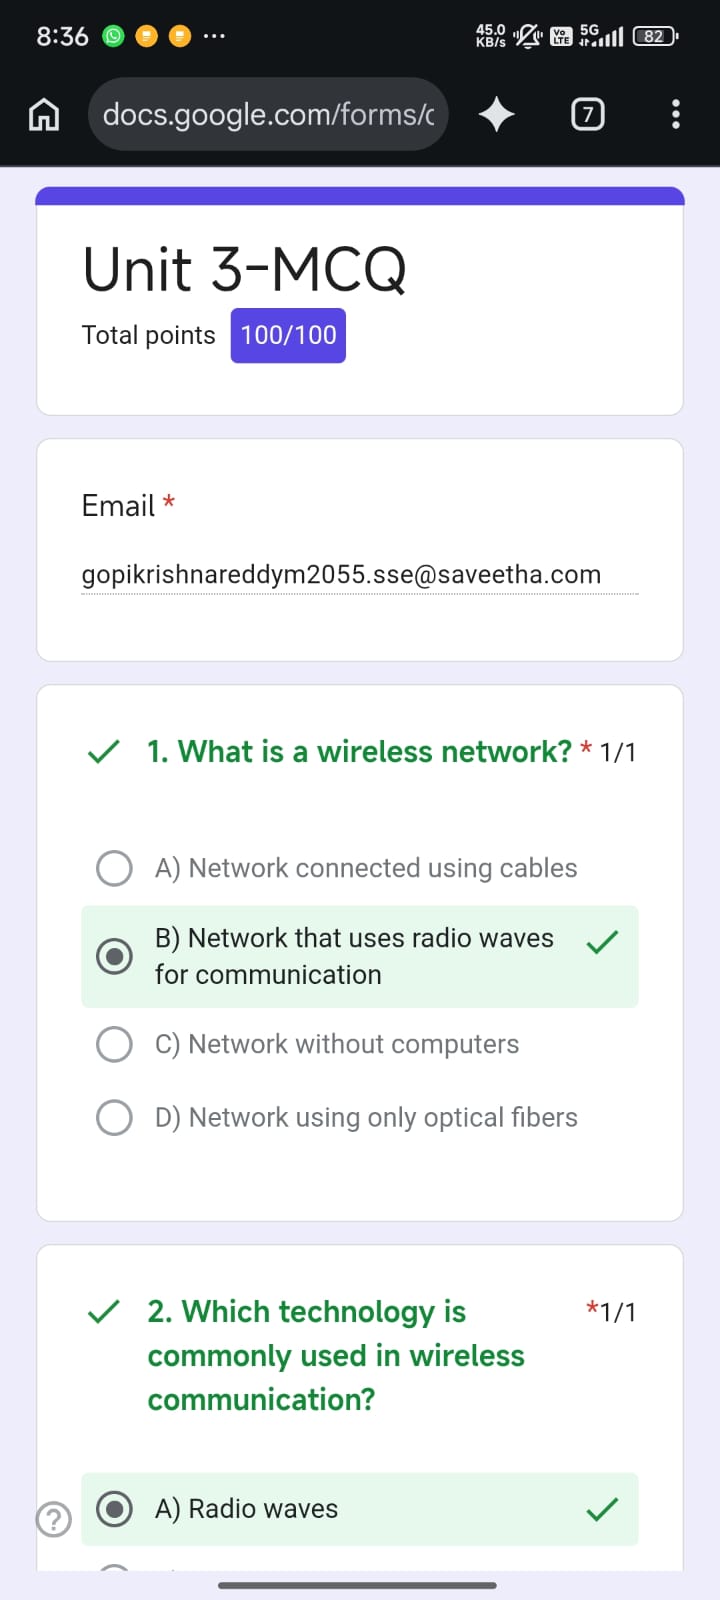 8:36 ... 45.0 KB/s Vo LTE 5G 82
docs.google.com/forms/c 7
Unit 3-MCQ
Total points 100/100
Email *
gopikrishnareddym2055.sse@saveetha.com
1. What is a wireless network? * 1/1
A) Network connected using cables
B) Network that uses radio waves
for communication
C) Network without computers
D) Network using only optical fibers
2. Which technology is *1/1
commonly used in wireless
communication?
A) Radio waves
?